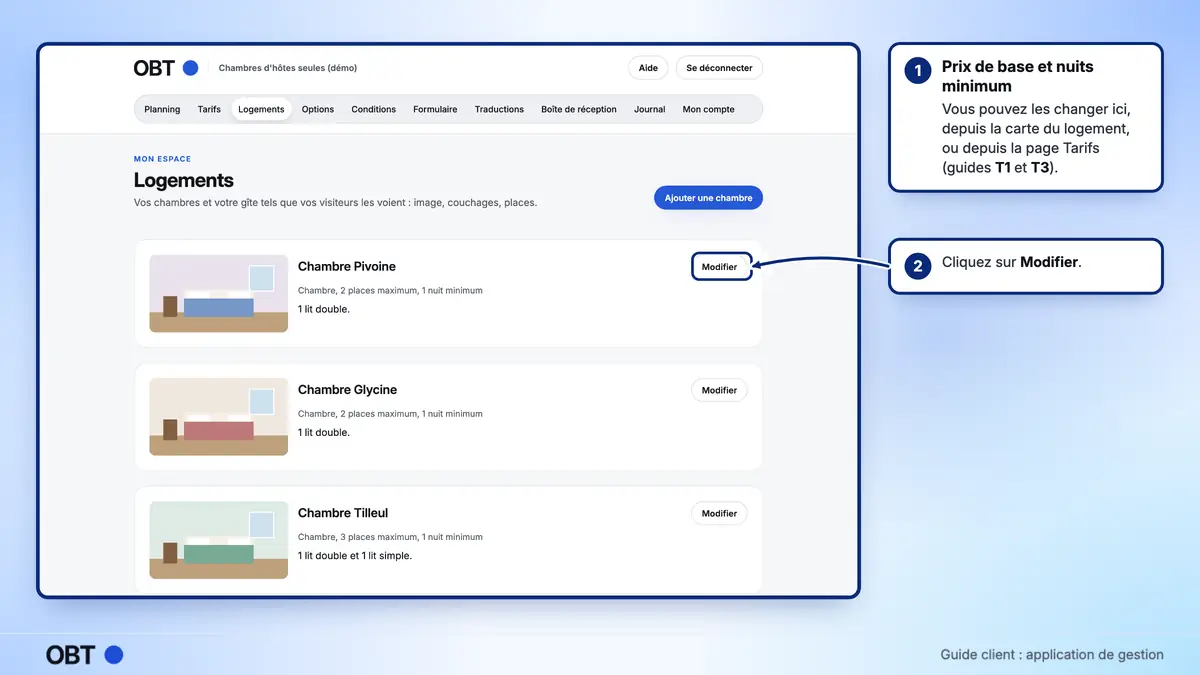 OBT
Chambres d'hôtes seules (démo)
Aide
Se déconnecter
Planning
Tarifs
Logements
Options
Conditions
Formulaire
Traductions
Boîte de réception
Journal
Mon compte
MON ESPACE
Logements
Vos chambres et votre gîte tels que vos visiteurs les voient : image, couchages, places.
Ajouter une chambre
Chambre Pivoine
Chambre, 2 places maximum, 1 nuit minimum
1 lit double.
Modifier
Chambre Glycine
Chambre, 2 places maximum, 1 nuit minimum
1 lit double.
Modifier
Chambre Tilleul
Chambre, 3 places maximum, 1 nuit minimum
1 lit double et 1 lit simple.
Modifier
1
Prix de base et nuits
minimum
Vous pouvez les changer ici,
depuis la carte du logement,
ou depuis la page Tarifs
(guides T1 et T3).
2
Cliquez sur Modifier.
OBT
Guide client : application de gestion